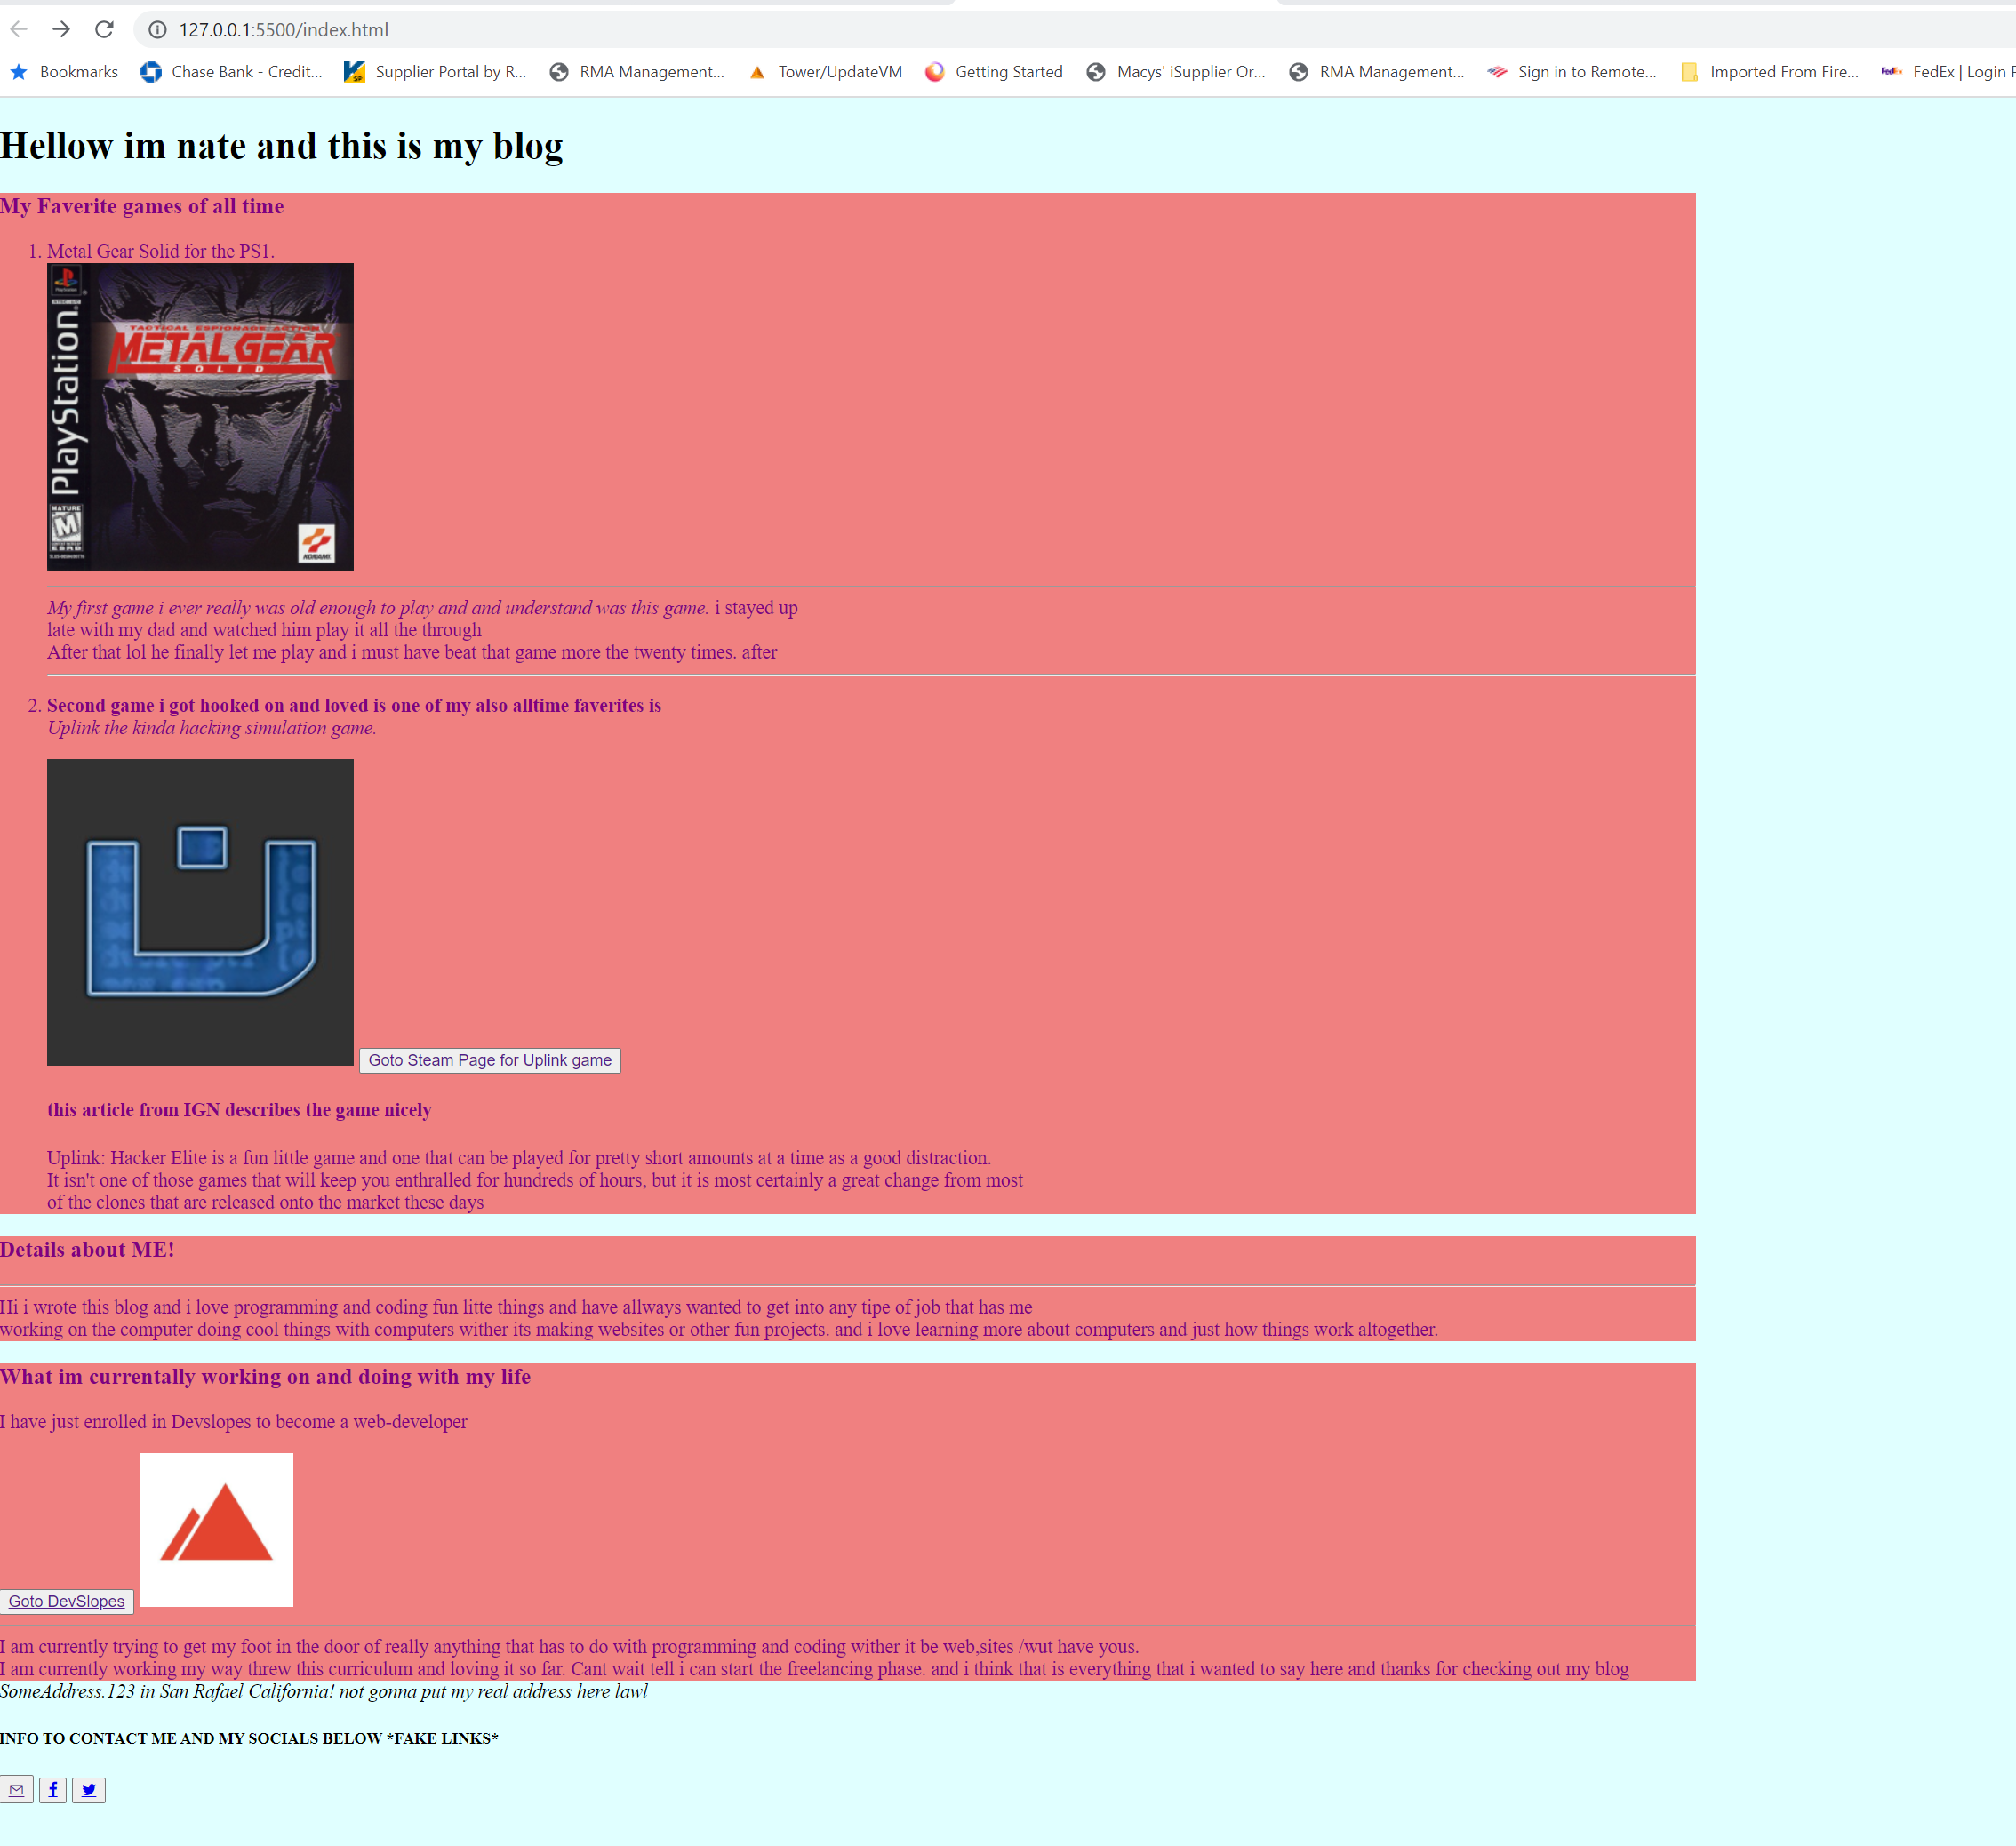 127.0.0.1:5500/index.html
Bookmarks Chase Bank - Credit... Supplier Portal by R... RMA Management... Tower/UpdateVM Getting Started Macys' iSupplier Or... RMA Management... Sign in to Remote... Imported From Fire... FedEx | Login
Hellow im nate and this is my blog
My Faverite games of all time
1. Metal Gear Solid for the PS1.
PlayStation
TACTICAL ESPIONAGE ACTION
METAL GEAR
SOLID
MATURE
M
ESRB
KONAMI
My first game i ever really was old enough to play and and understand was this game. i stayed up
late with my dad and watched him play it all the through
After that lol he finally let me play and i must have beat that game more the twenty times. after
2. Second game i got hooked on and loved is one of my also alltime faverites is
Uplink the kinda hacking simulation game.
Goto Steam Page for Uplink game
this article from IGN describes the game nicely
Uplink: Hacker Elite is a fun little game and one that can be played for pretty short amounts at a time as a good distraction.
It isn't one of those games that will keep you enthralled for hundreds of hours, but it is most certainly a great change from most
of the clones that are released onto the market these days
Details about ME!
Hi i wrote this blog and i love programming and coding fun litte things and have allways wanted to get into any tipe of job that has me
working on the computer doing cool things with computers wither its making websites or other fun projects. and i love learning more about computers and just how things work altogether.
What im currentally working on and doing with my life
I have just enrolled in Devslopes to become a web-developer
Goto DevSlopes
I am currently trying to get my foot in the door of really anything that has to do with programming and coding wither it be web,sites /wut have yous.
I am currently working my way threw this curriculum and loving it so far. Cant wait tell i can start the freelancing phase. and i think that is everything that i wanted to say here and thanks for checking out my blog
SomeAddress.123 in San Rafael California! not gonna put my real address here lawl
INFO TO CONTACT ME AND MY SOCIALS BELOW *FAKE LINKS*